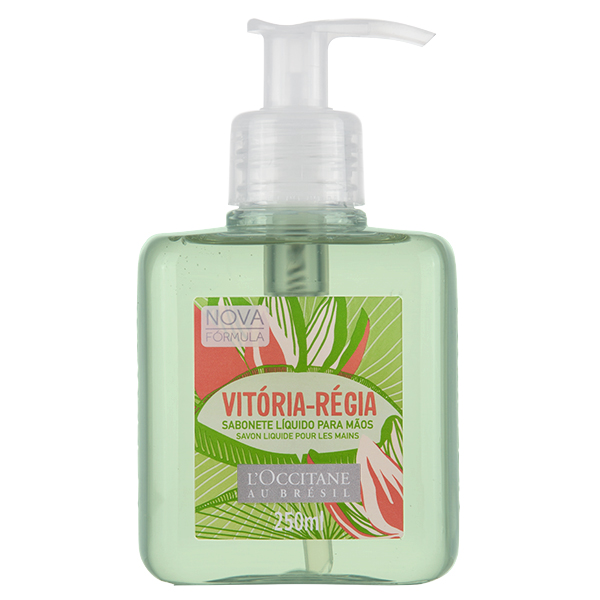 NOVA
FÓRMULA
VITÓRIA-RÉGIA
SABONETE LÍQUIDO PARA MÃOS
SAVON LIQUIDE POUR LES MAINS
L'OCCITANE
AU BRÉSIL
250ml